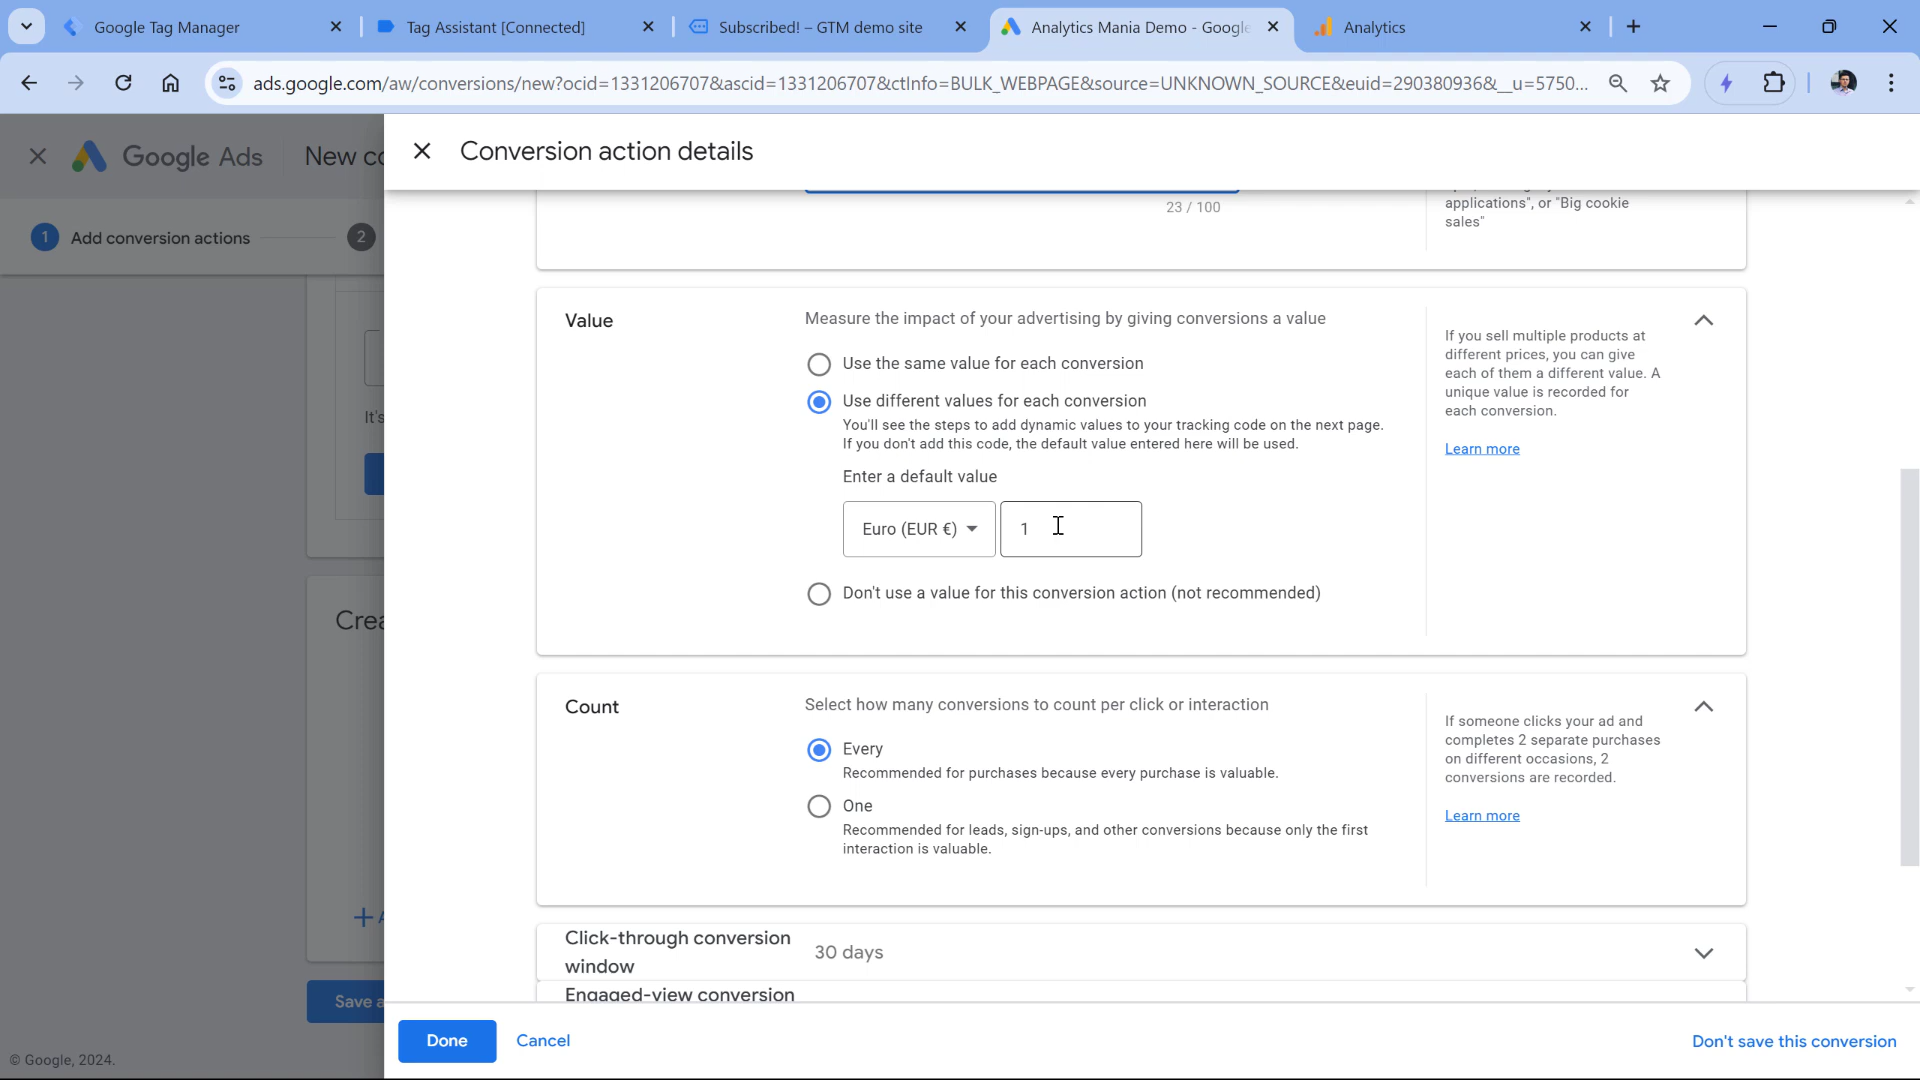 Google Tag Manager
Tag Assistant [Connected]
Subscribed! – GTM demo site
Analytics Mania Demo - Google
Analytics
ads.google.com/aw/conversions/new?ocid=1331206707&ascid=1331206707&ctInfo=BULK_WEBPAGE&source=UNKNOWN_SOURCE&euid=290380936&__u=5750...
Google Ads
New co
Conversion action details
1 Add conversion actions
2
23 / 100
applications", or "Big cookie
sales"
Value
Measure the impact of your advertising by giving conversions a value
Use the same value for each conversion
Use different values for each conversion
You'll see the steps to add dynamic values to your tracking code on the next page.
If you don't add this code, the default value entered here will be used.
Enter a default value
Euro (EUR €)
1
Don't use a value for this conversion action (not recommended)
If you sell multiple products at
different prices, you can give
each of them a different value. A
unique value is recorded for
each conversion.
Learn more
It's
Crea
Count
Select how many conversions to count per click or interaction
Every
Recommended for purchases because every purchase is valuable.
One
Recommended for leads, sign-ups, and other conversions because only the first
interaction is valuable.
If someone clicks your ad and
completes 2 separate purchases
on different occasions, 2
conversions are recorded.
Learn more
Click-through conversion
window
30 days
Engaged-view conversion
Save a
Done
Cancel
Don't save this conversion
© Google, 2024.